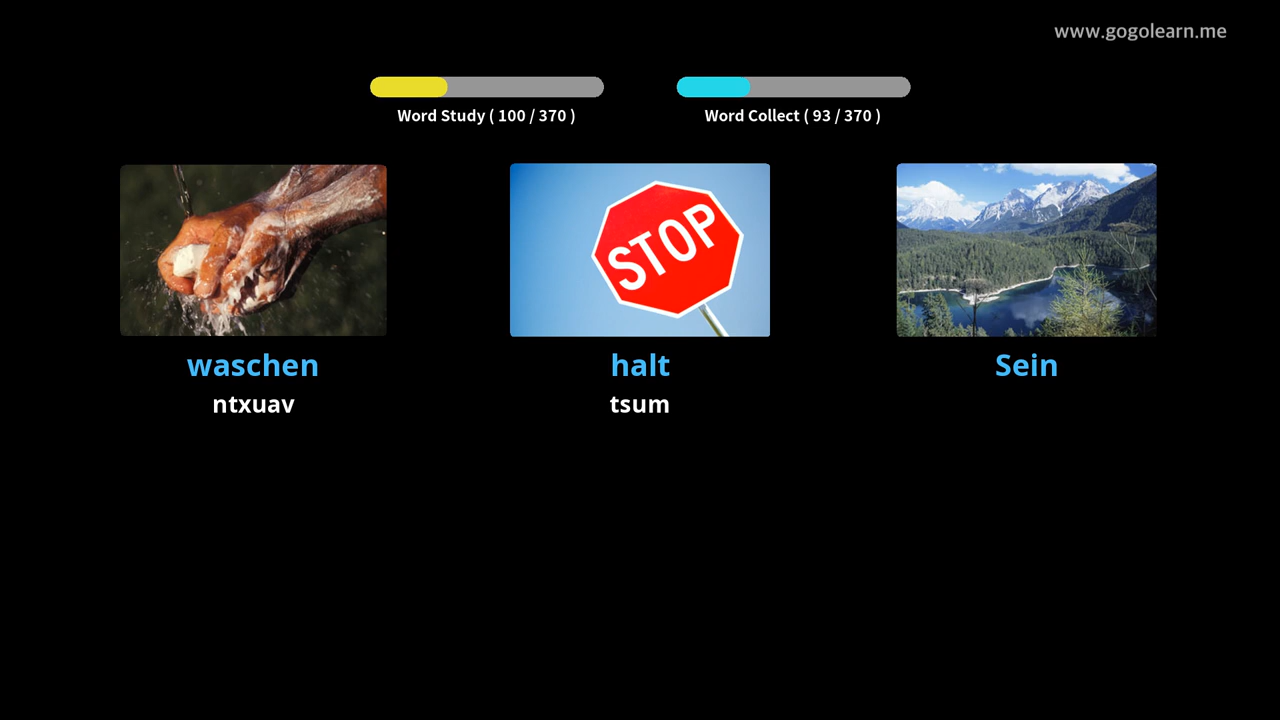 www.gogolearn.me
Word Study ( 100 / 370 )
Word Collect ( 93 / 370 )
STOP
waschen
halt
Sein
ntxuav
tsum